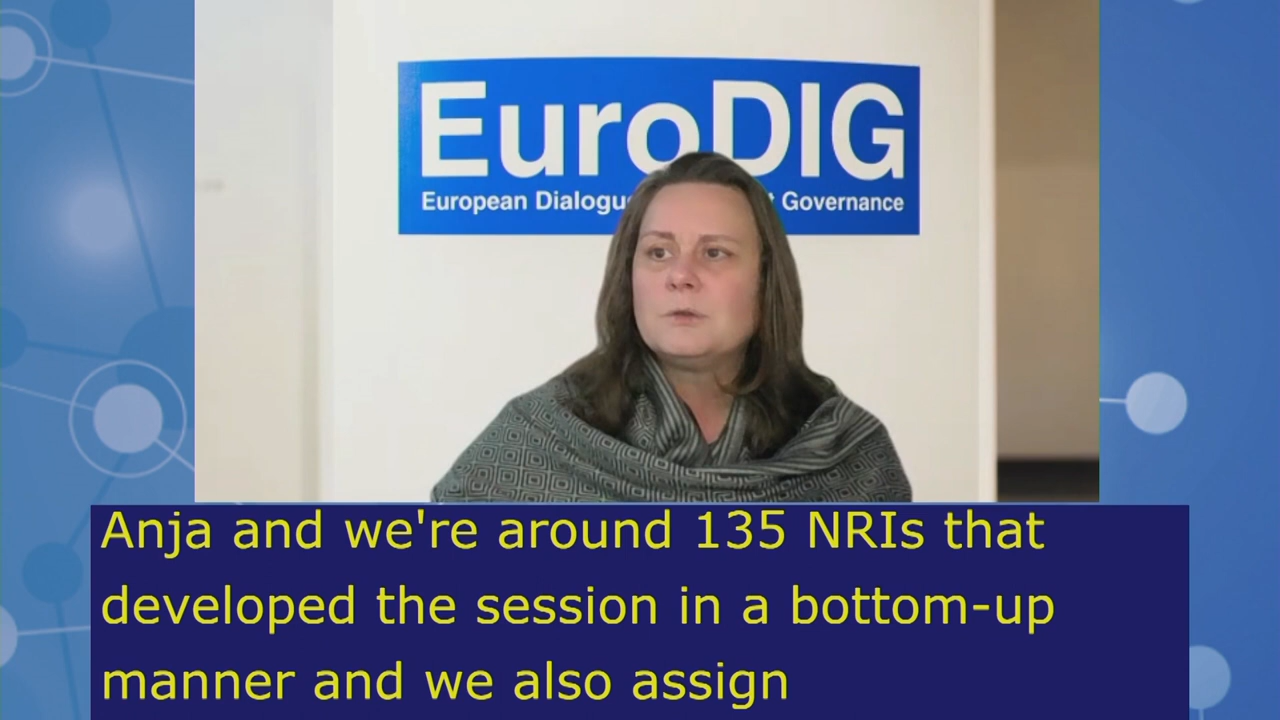 EuroDIG
European Dialogu t Governance
Anja and we're around 135 NRIs that
developed the session in a bottom-up
manner and we also assign